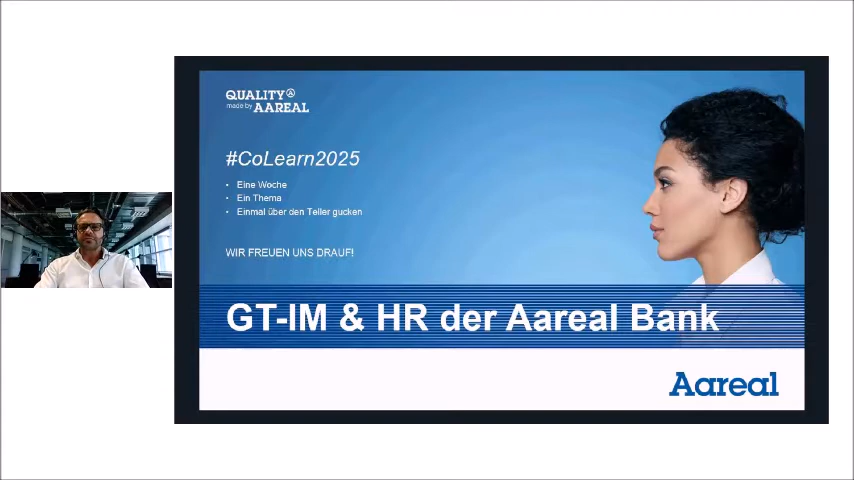 QUALITY
made by AAREAL
#CoLearn2025
• Eine Woche
• Ein Thema
• Einmal über den Teller gucken
WIR FREUEN UNS DRAUF!
GT-IM & HR der Aareal Bank
Aareal